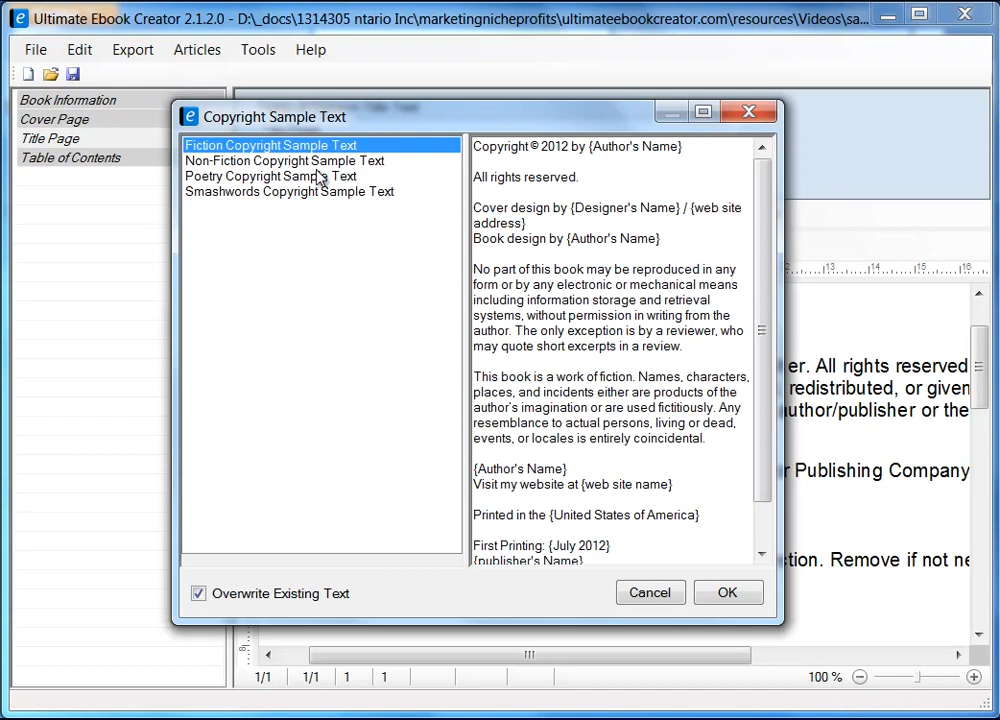 Ultimate Ebook Creator 2.1.2.0 - D:\_docs\1314305 ntario Inc\marketingnicheprofits\ultimateebookcreator.com\resources\Videos\sa...
File Edit Export Articles Tools Help
Book Information
Cover Page
Title Page
Table of Contents
Copyright Sample Text
Fiction Copyright Sample Text
Non-Fiction Copyright Sample Text
Poetry Copyright Sample Text
Smashwords Copyright Sample Text
Copyright © 2012 by {Author's Name}
All rights reserved.
Cover design by {Designer's Name} / {web site
address}
Book design by {Author's Name}
No part of this book may be reproduced in any
form or by any electronic or mechanical means
including information storage and retrieval
systems, without permission in writing from the
author. The only exception is by a reviewer, who
may quote short excerpts in a review.
This book is a work of fiction. Names, characters,
places, and incidents either are products of the
author's imagination or are used fictitiously. Any
resemblance to actual persons, living or dead,
events, or locales is entirely coincidental.
{Author's Name}
Visit my website at {web site name}
Printed in the {United States of America}
First Printing: {July 2012}
{publisher's Name}
Overwrite Existing Text
Cancel OK
13 14 15 16
er. All rights reserved
redistributed, or given
author/publisher or the
r Publishing Company
ction. Remove if not ne
1/1 1/1 1 1 100 %